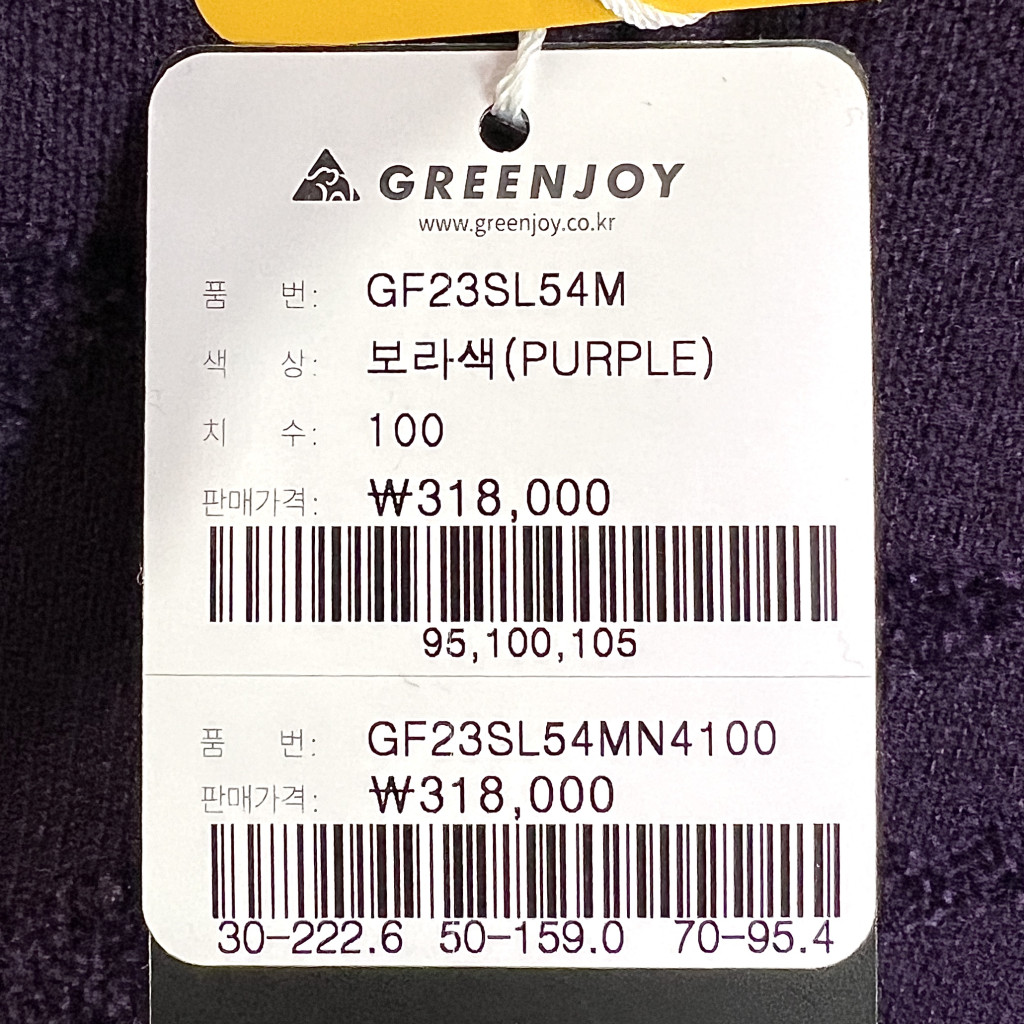 GREENJOY
www.greenjoy.co.kr
품 번: GF23SL54M
색 상: 보라색(PURPLE)
치 수: 100
판매가격: ₩318,000
95,100,105
품 번: GF23SL54MN4100
판매가격: ₩318,000
30-222.6 50-159.0 70-95.4